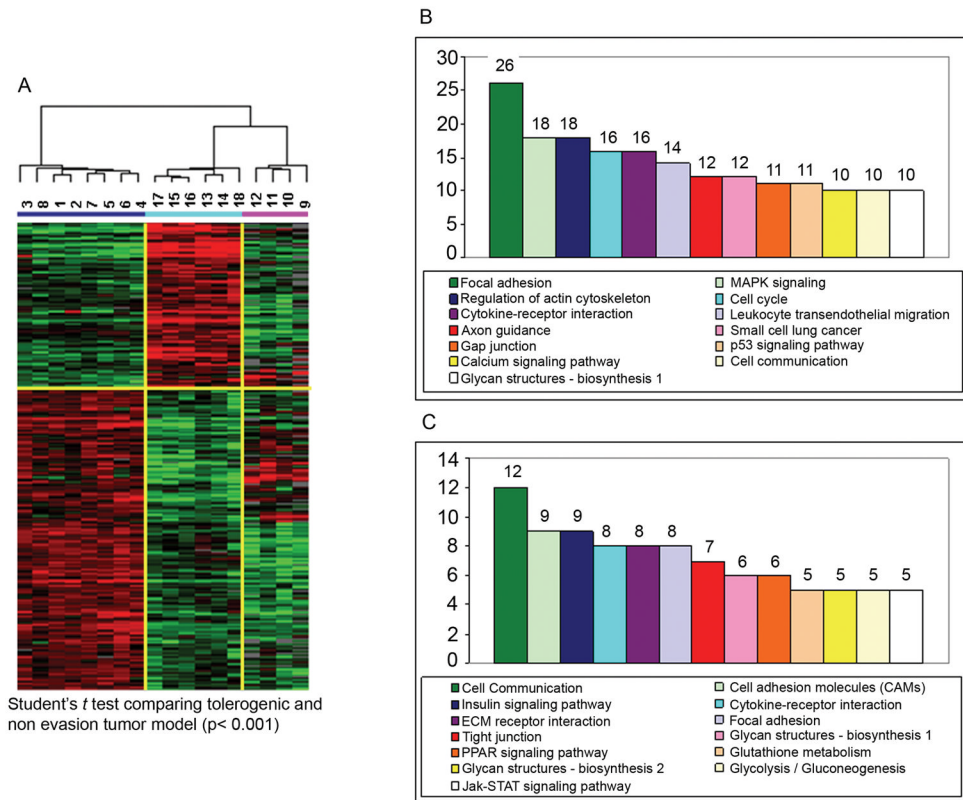 A
3 8 1 2 7 5 6 4 17 15 16 13 14 18 12 11 10 9
Student's t test comparing tolerogenic and
non evasion tumor model (p< 0.001)
B
30
25
20
15
10
5
0
26 18 18 16 16 14 12 12 11 11 10 10 10
Focal adhesion MAPK signaling
Regulation of actin cytoskeleton Cell cycle
Cytokine-receptor interaction Leukocyte transendothelial migration
Axon guidance Small cell lung cancer
Gap junction p53 signaling pathway
Calcium signaling pathway Cell communication
Glycan structures - biosynthesis 1
C
14
12
10
8
6
4
2
0
12 9 9 8 8 8 7 6 6 5 5 5 5
Cell Communication Cell adhesion molecules (CAMs)
Insulin signaling pathway Cytokine-receptor interaction
ECM receptor interaction Focal adhesion
Tight junction Glycan structures - biosynthesis 1
PPAR signaling pathway Glutathione metabolism
Glycan structures - biosynthesis 2 Glycolysis / Gluconeogenesis
Jak-STAT signaling pathway